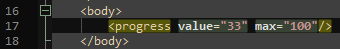 16 <body>
17 <progress value="33" max="100"/>
18 </body>